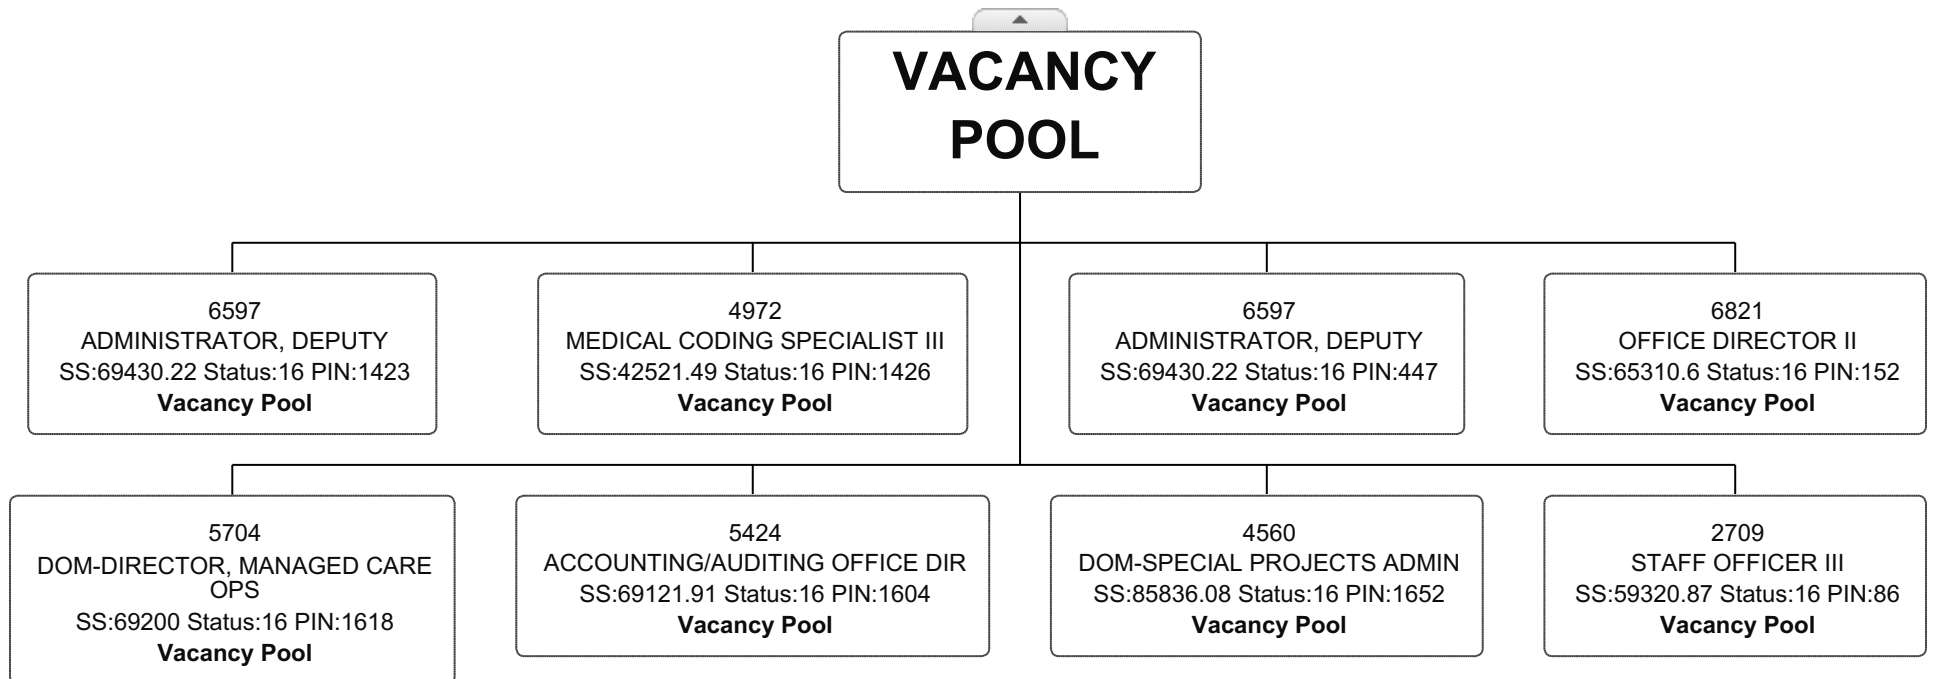 VACANCY
POOL
6597
ADMINISTRATOR, DEPUTY
SS:69430.22 Status:16 PIN:1423
Vacancy Pool
4972
MEDICAL CODING SPECIALIST III
SS:42521.49 Status:16 PIN:1426
Vacancy Pool
6597
ADMINISTRATOR, DEPUTY
SS:69430.22 Status:16 PIN:447
Vacancy Pool
6821
OFFICE DIRECTOR II
SS:65310.6 Status:16 PIN:152
Vacancy Pool
5704
DOM-DIRECTOR, MANAGED CARE
OPS
SS:69200 Status:16 PIN:1618
Vacancy Pool
5424
ACCOUNTING/AUDITING OFFICE DIR
SS:69121.91 Status:16 PIN:1604
Vacancy Pool
4560
DOM-SPECIAL PROJECTS ADMIN
SS:85836.08 Status:16 PIN:1652
Vacancy Pool
2709
STAFF OFFICER III
SS:59320.87 Status:16 PIN:86
Vacancy Pool